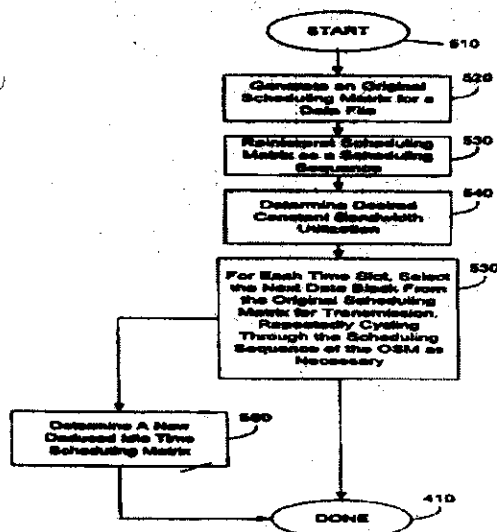 START
510
520
Generate an Original
Scheduling Matrix for a
Data File
530
Reinterpret Scheduling
Matrix as a Scheduling
Sequence
540
Determine Desired
Constant Bandwidth
Utilization
530
For Each Time Slot, Select
the Next Data Block From
the Original Scheduling
Matrix for Transmission,
Repeatedly Cycling
Through the Scheduling
Sequence of the OSM as
Necessary
560
Determine A New
Deduced Idle Time
Scheduling Matrix
DONE
410